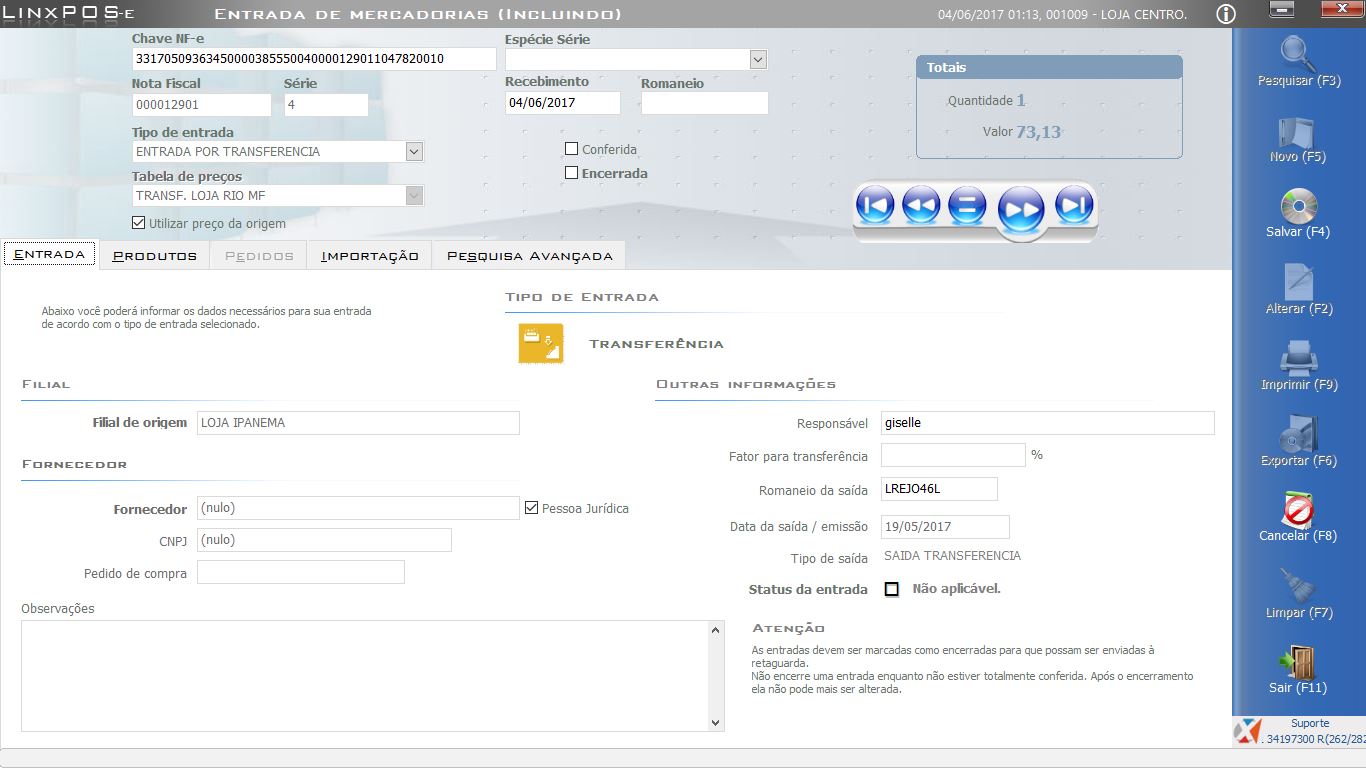 LinxPOS-e
Entrada de mercadorias (Incluindo)
04/06/2017 01:13, 001009 - LOJA CENTRO.
Chave NF-e
Espécie Série
33170509363450000385555004000012901104782​0010
Recebimento
Romaneio
04/06/2017
Nota Fiscal
Série
000012901
4
Tipo de entrada
ENTRADA POR TRANSFERENCIA
Tabela de preços
TRANSF. LOJA RIO MF
Utilizar preço da origem
Conferida
Encerrada
Totais
Quantidade 1
Valor 73,13
Entrada
Produtos
Pedidos
Importação
Pesquisa Avançada
Abaixo você poderá informar os dados necessários para sua entrada
de acordo com o tipo de entrada selecionado.
Tipo de Entrada
Transferência
Filial
Filial de origem LOJA IPANEMA
Fornecedor
Fornecedor (nulo) Pessoa Jurídica
CNPJ (nulo)
Pedido de compra
Observações
Outras informações
Responsável giselle
Fator para transferência %
Romaneio da saída LREJO46L
Data da saída / emissão 19/05/2017
Tipo de saída SAIDA TRANSFERENCIA
Status da entrada Não aplicável.
Atenção
As entradas devem ser marcadas como encerradas para que possam ser enviadas à
retaguarda.
Não encerre uma entrada enquanto não estiver totalmente conferida. Após o encerramento
ela não pode mais ser alterada.
Pesquisar (F3)
Novo (F5)
Salvar (F4)
Alterar (F2)
Imprimir (F9)
Exportar (F6)
Cancelar (F8)
Limpar (F7)
Sair (F11)
Suporte
. 34197300 R(262/282